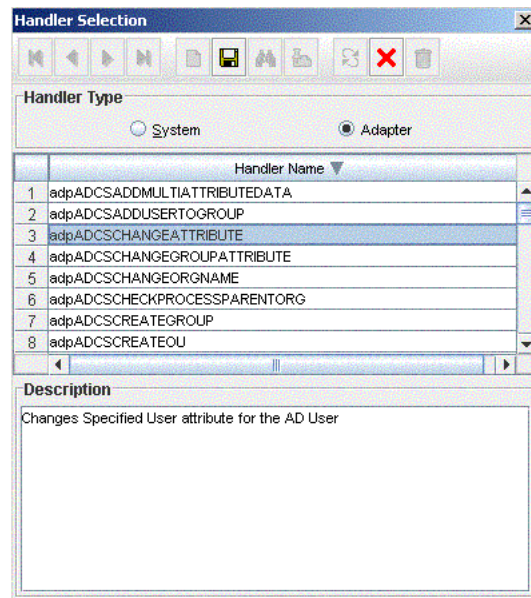 Handler Selection
Handler Type
System
Adapter
Handler Name
1 adpADCSADDMULTIATTRIBUTEDATA
2 adpADCSADDUSERTOGROUP
3 adpADCSCHANGEATTRIBUTE
4 adpADCSCHANGEGROUPATTRIBUTE
5 adpADCSCHANGEORGNAME
6 adpADCSCHECKPROCESSPARENTORG
7 adpADCSCREATEGROUP
8 adpADCSCREATEOU
Description
Changes Specified User attribute for the AD User